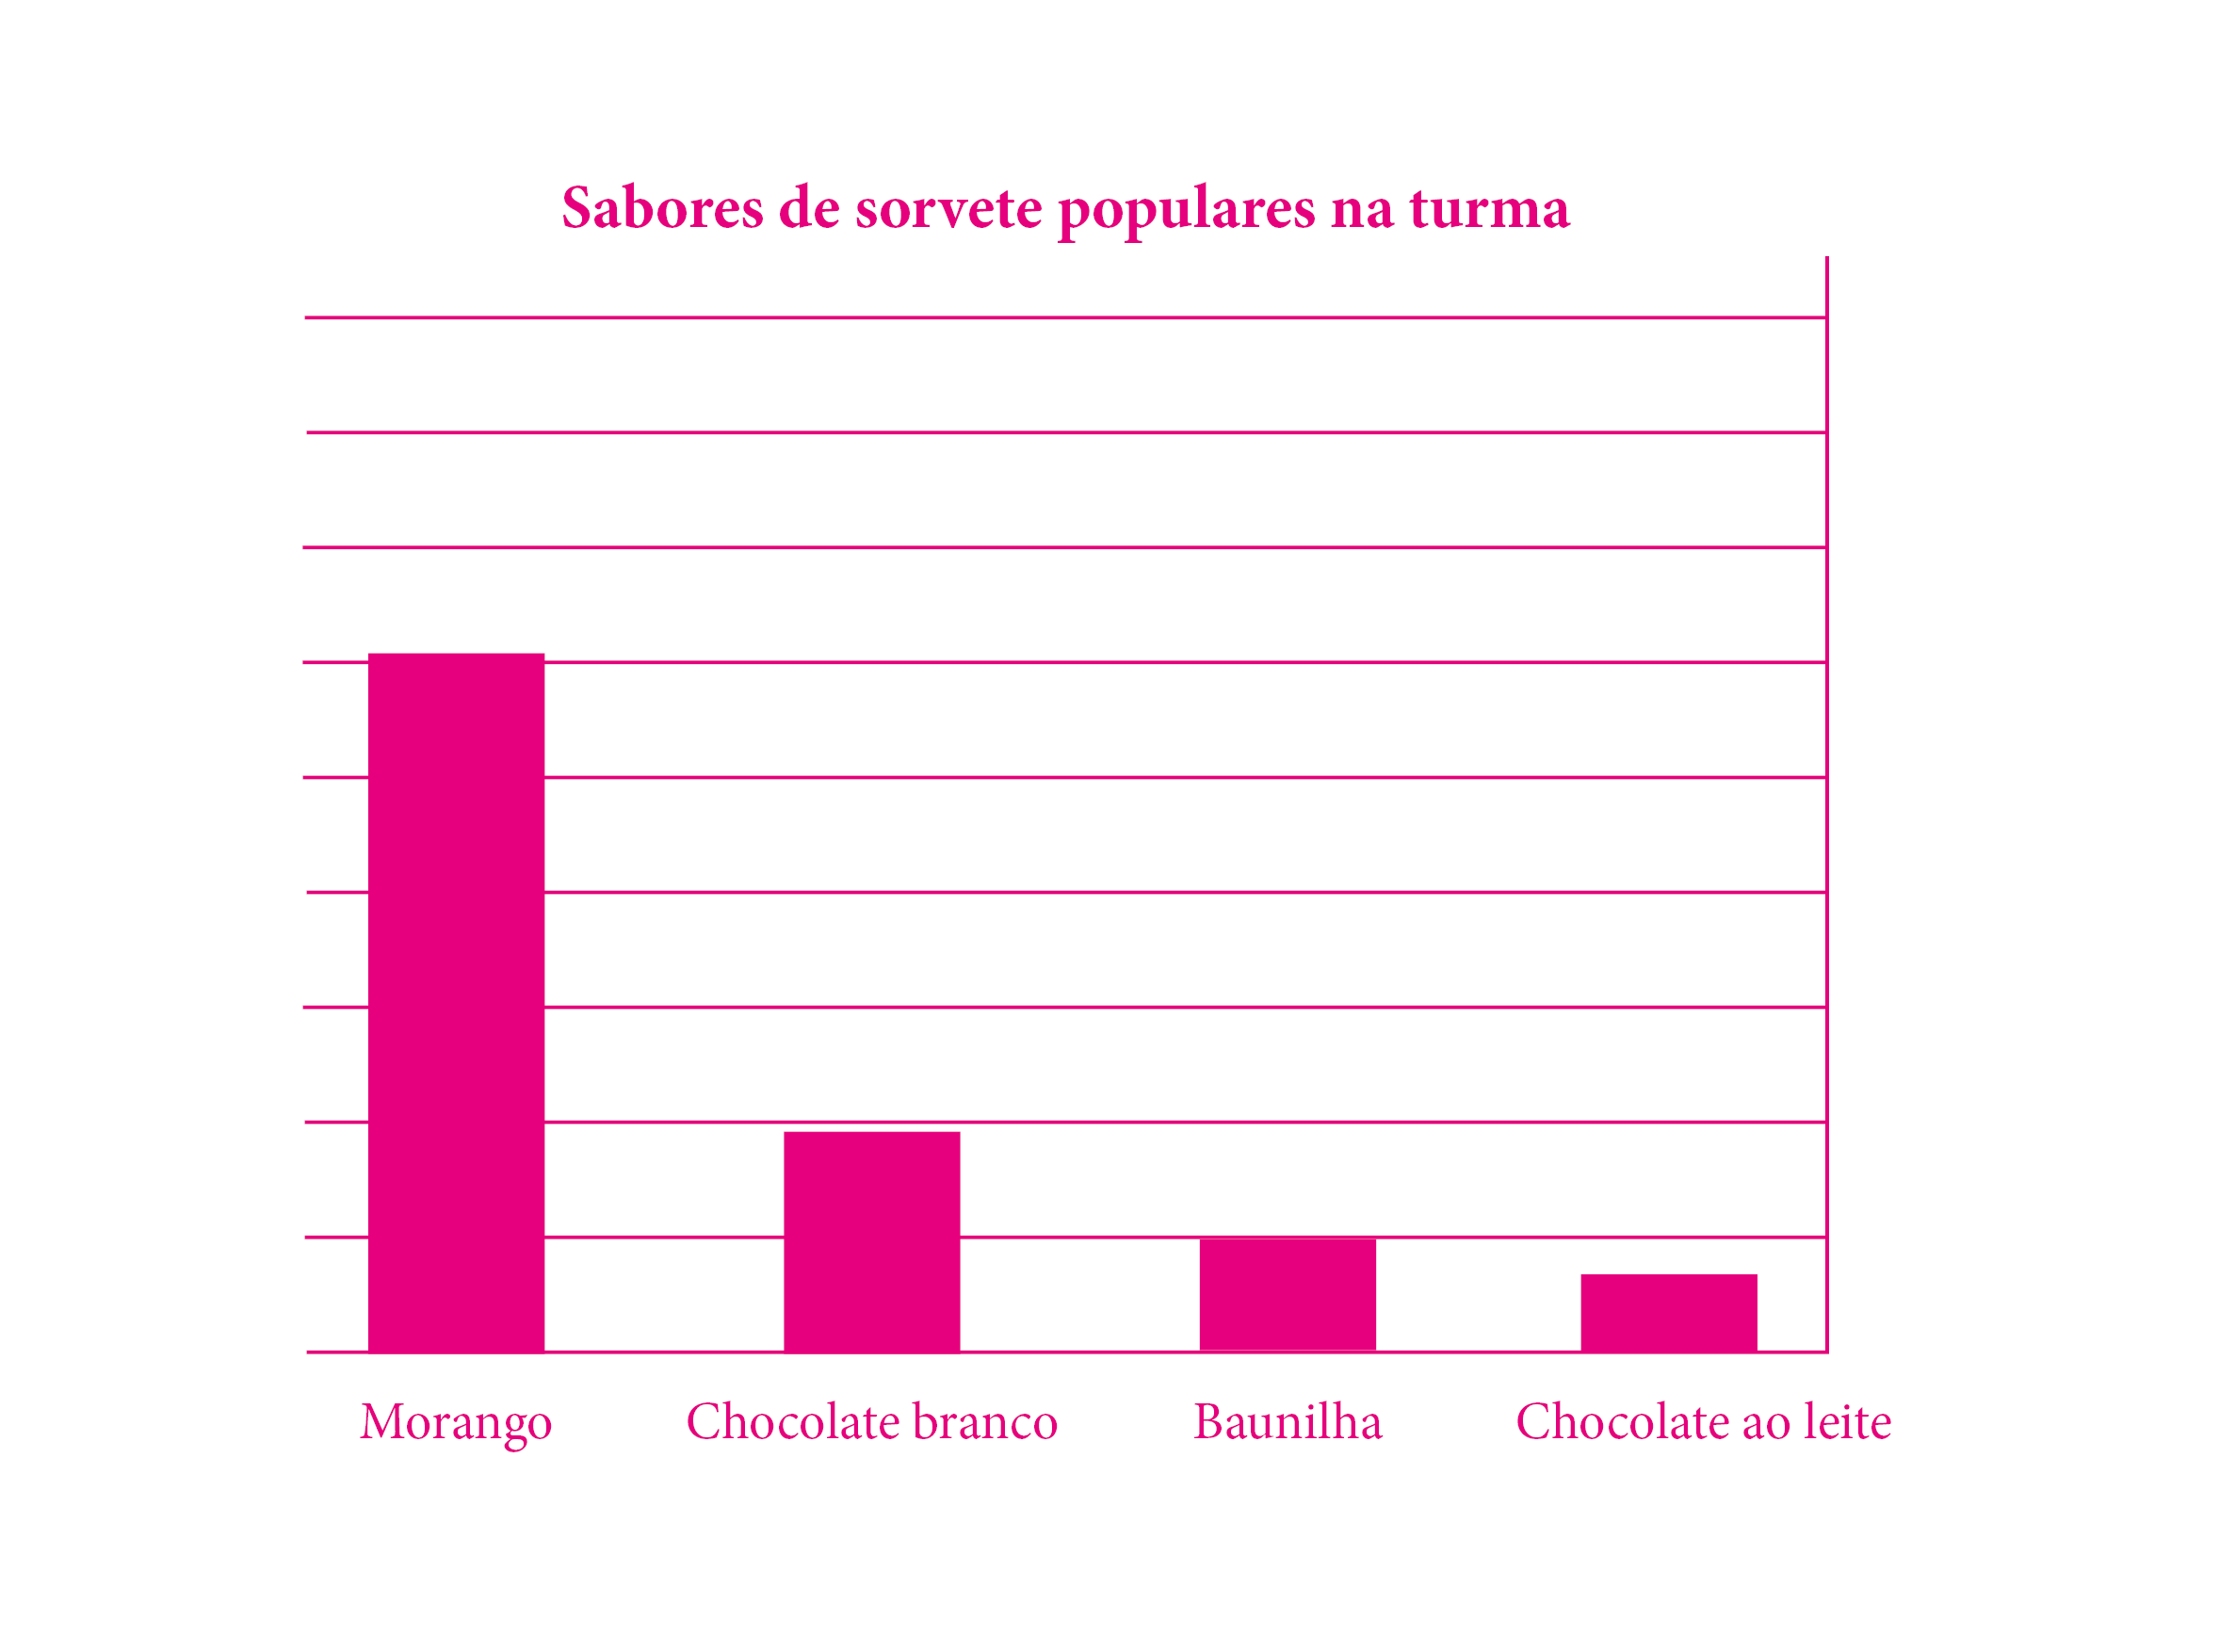 Sabores de sorvete populares na turma
Morango
Chocolate branco
Baunilha
Chocolate ao leite